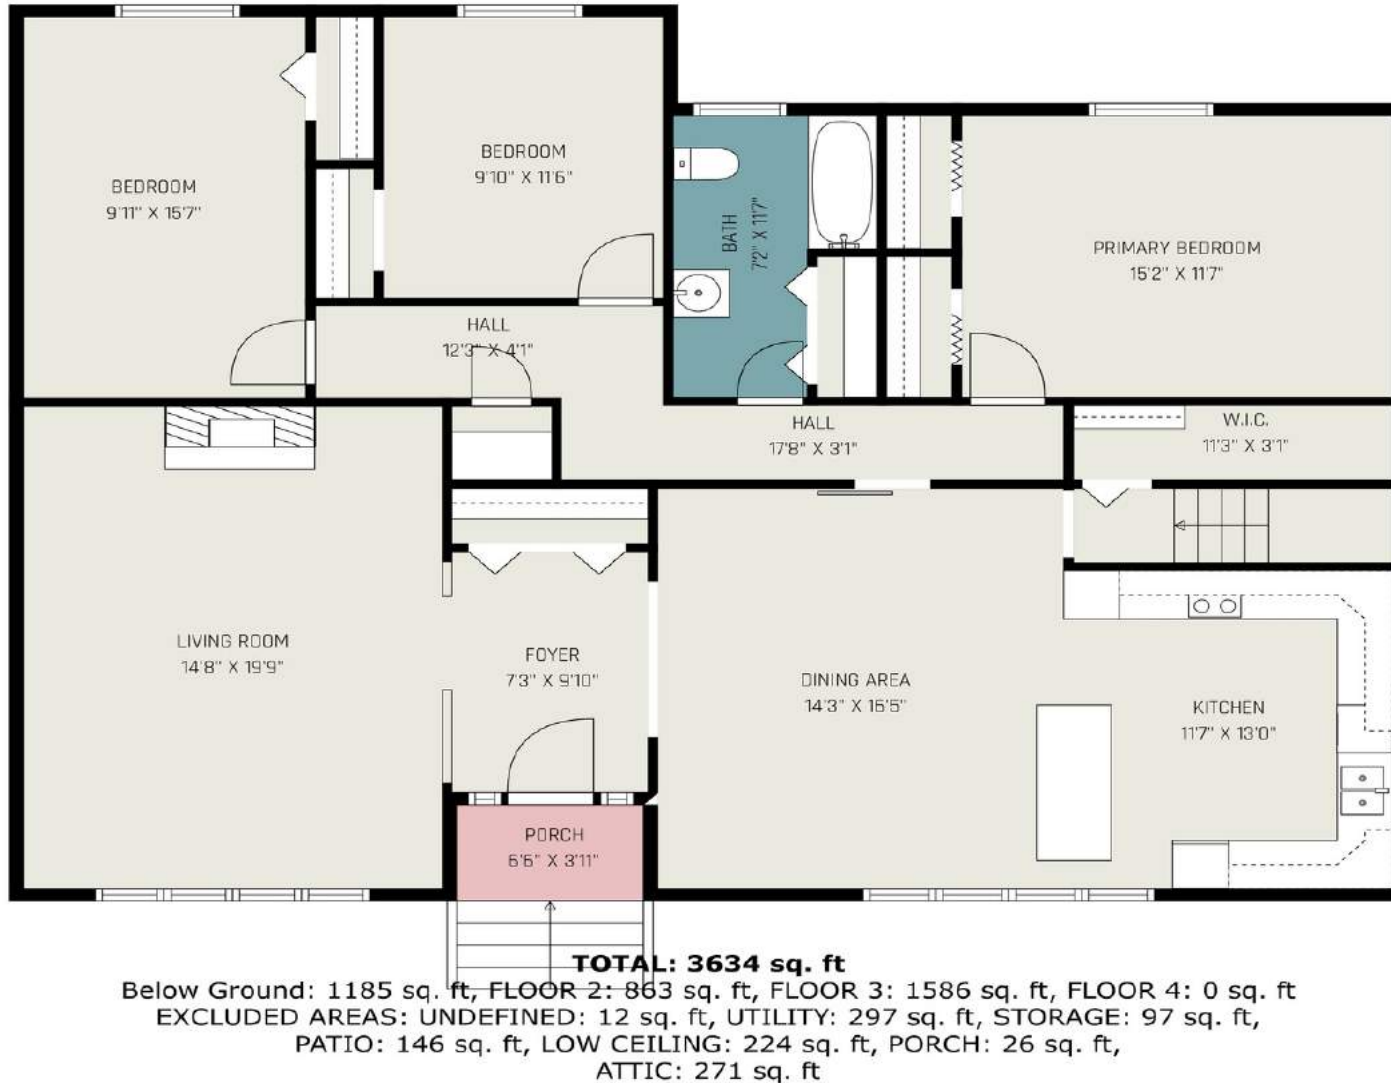 BEDROOM
9'11" X 15'7"
BEDROOM
9'10" X 11'6"
BATH
7'2" X 11'7"
PRIMARY BEDROOM
15'2" X 11'7"
HALL
12'3" X 4'1"
HALL
17'8" X 3'1"
W.I.C.
11'3" X 3'1"
LIVING ROOM
14'8" X 19'9"
FOYER
7'3" X 9'10"
DINING AREA
14'3" X 16'5"
KITCHEN
11'7" X 13'0"
PORCH
6'6" X 3'11"
TOTAL: 3634 sq. ft
Below Ground: 1185 sq. ft, FLOOR 2: 863 sq. ft, FLOOR 3: 1586 sq. ft, FLOOR 4: 0 sq. ft
EXCLUDED AREAS: UNDEFINED: 12 sq. ft, UTILITY: 297 sq. ft, STORAGE: 97 sq. ft,
PATIO: 146 sq. ft, LOW CEILING: 224 sq. ft, PORCH: 26 sq. ft,
ATTIC: 271 sq. ft